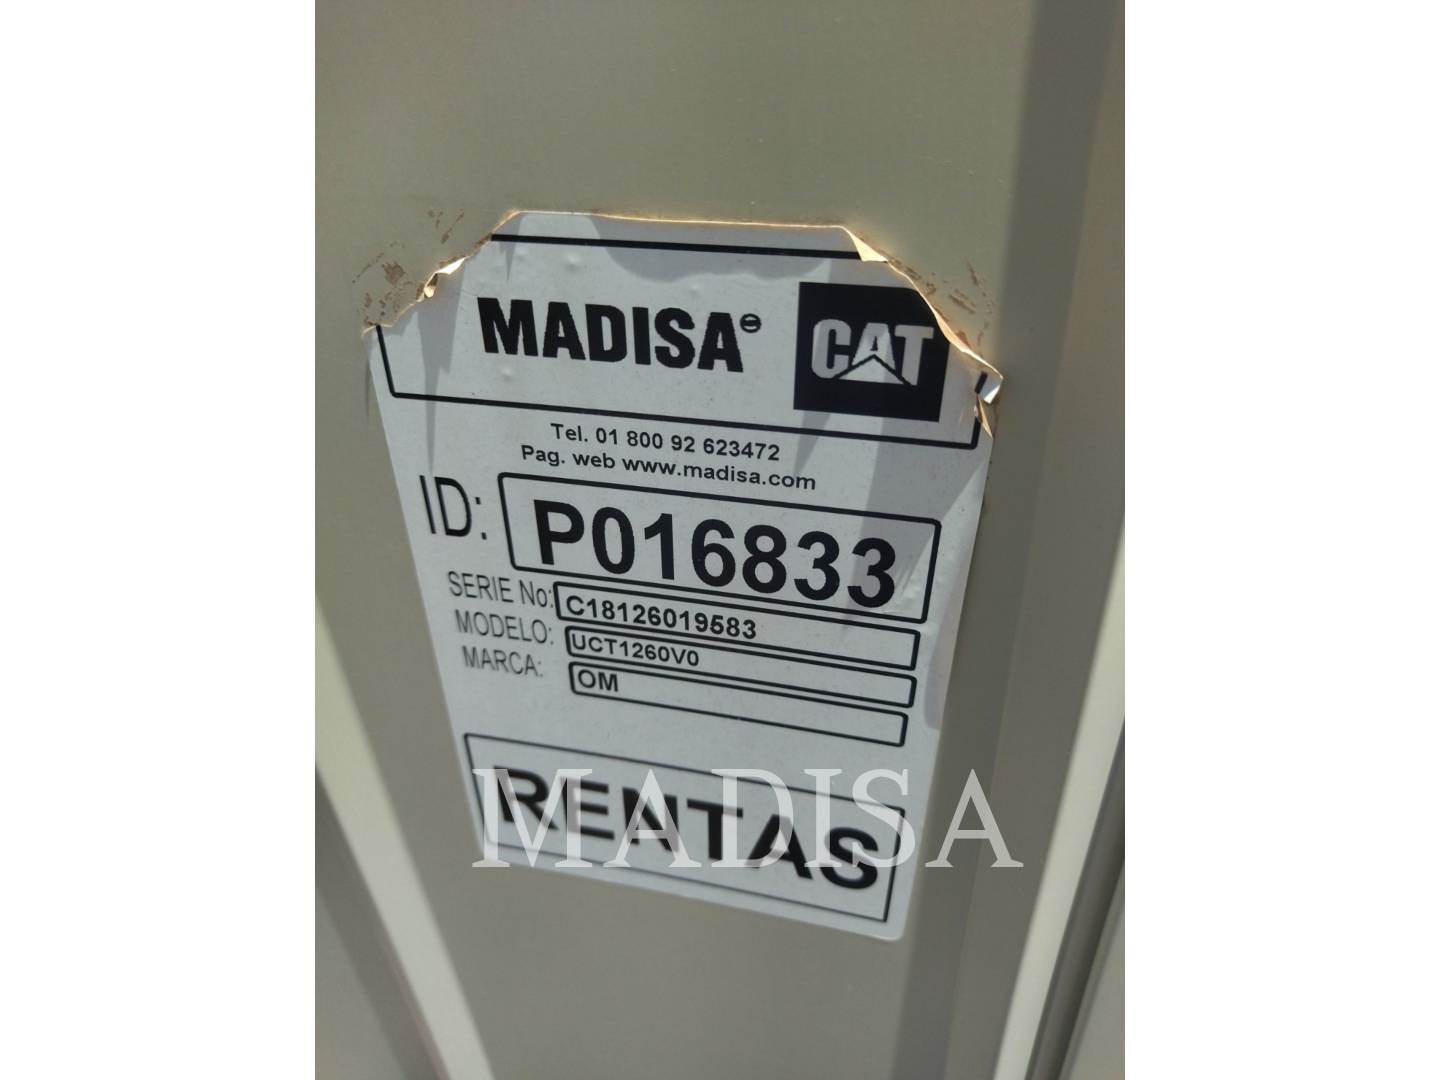 MADISA CAT
Tel. 01 800 92 623472
Pag. web www.madisa.com
ID: P016833
SERIE No: C18126019583
MODELO: UCT1260V0
MARCA: OM
RENTAS
MADISA